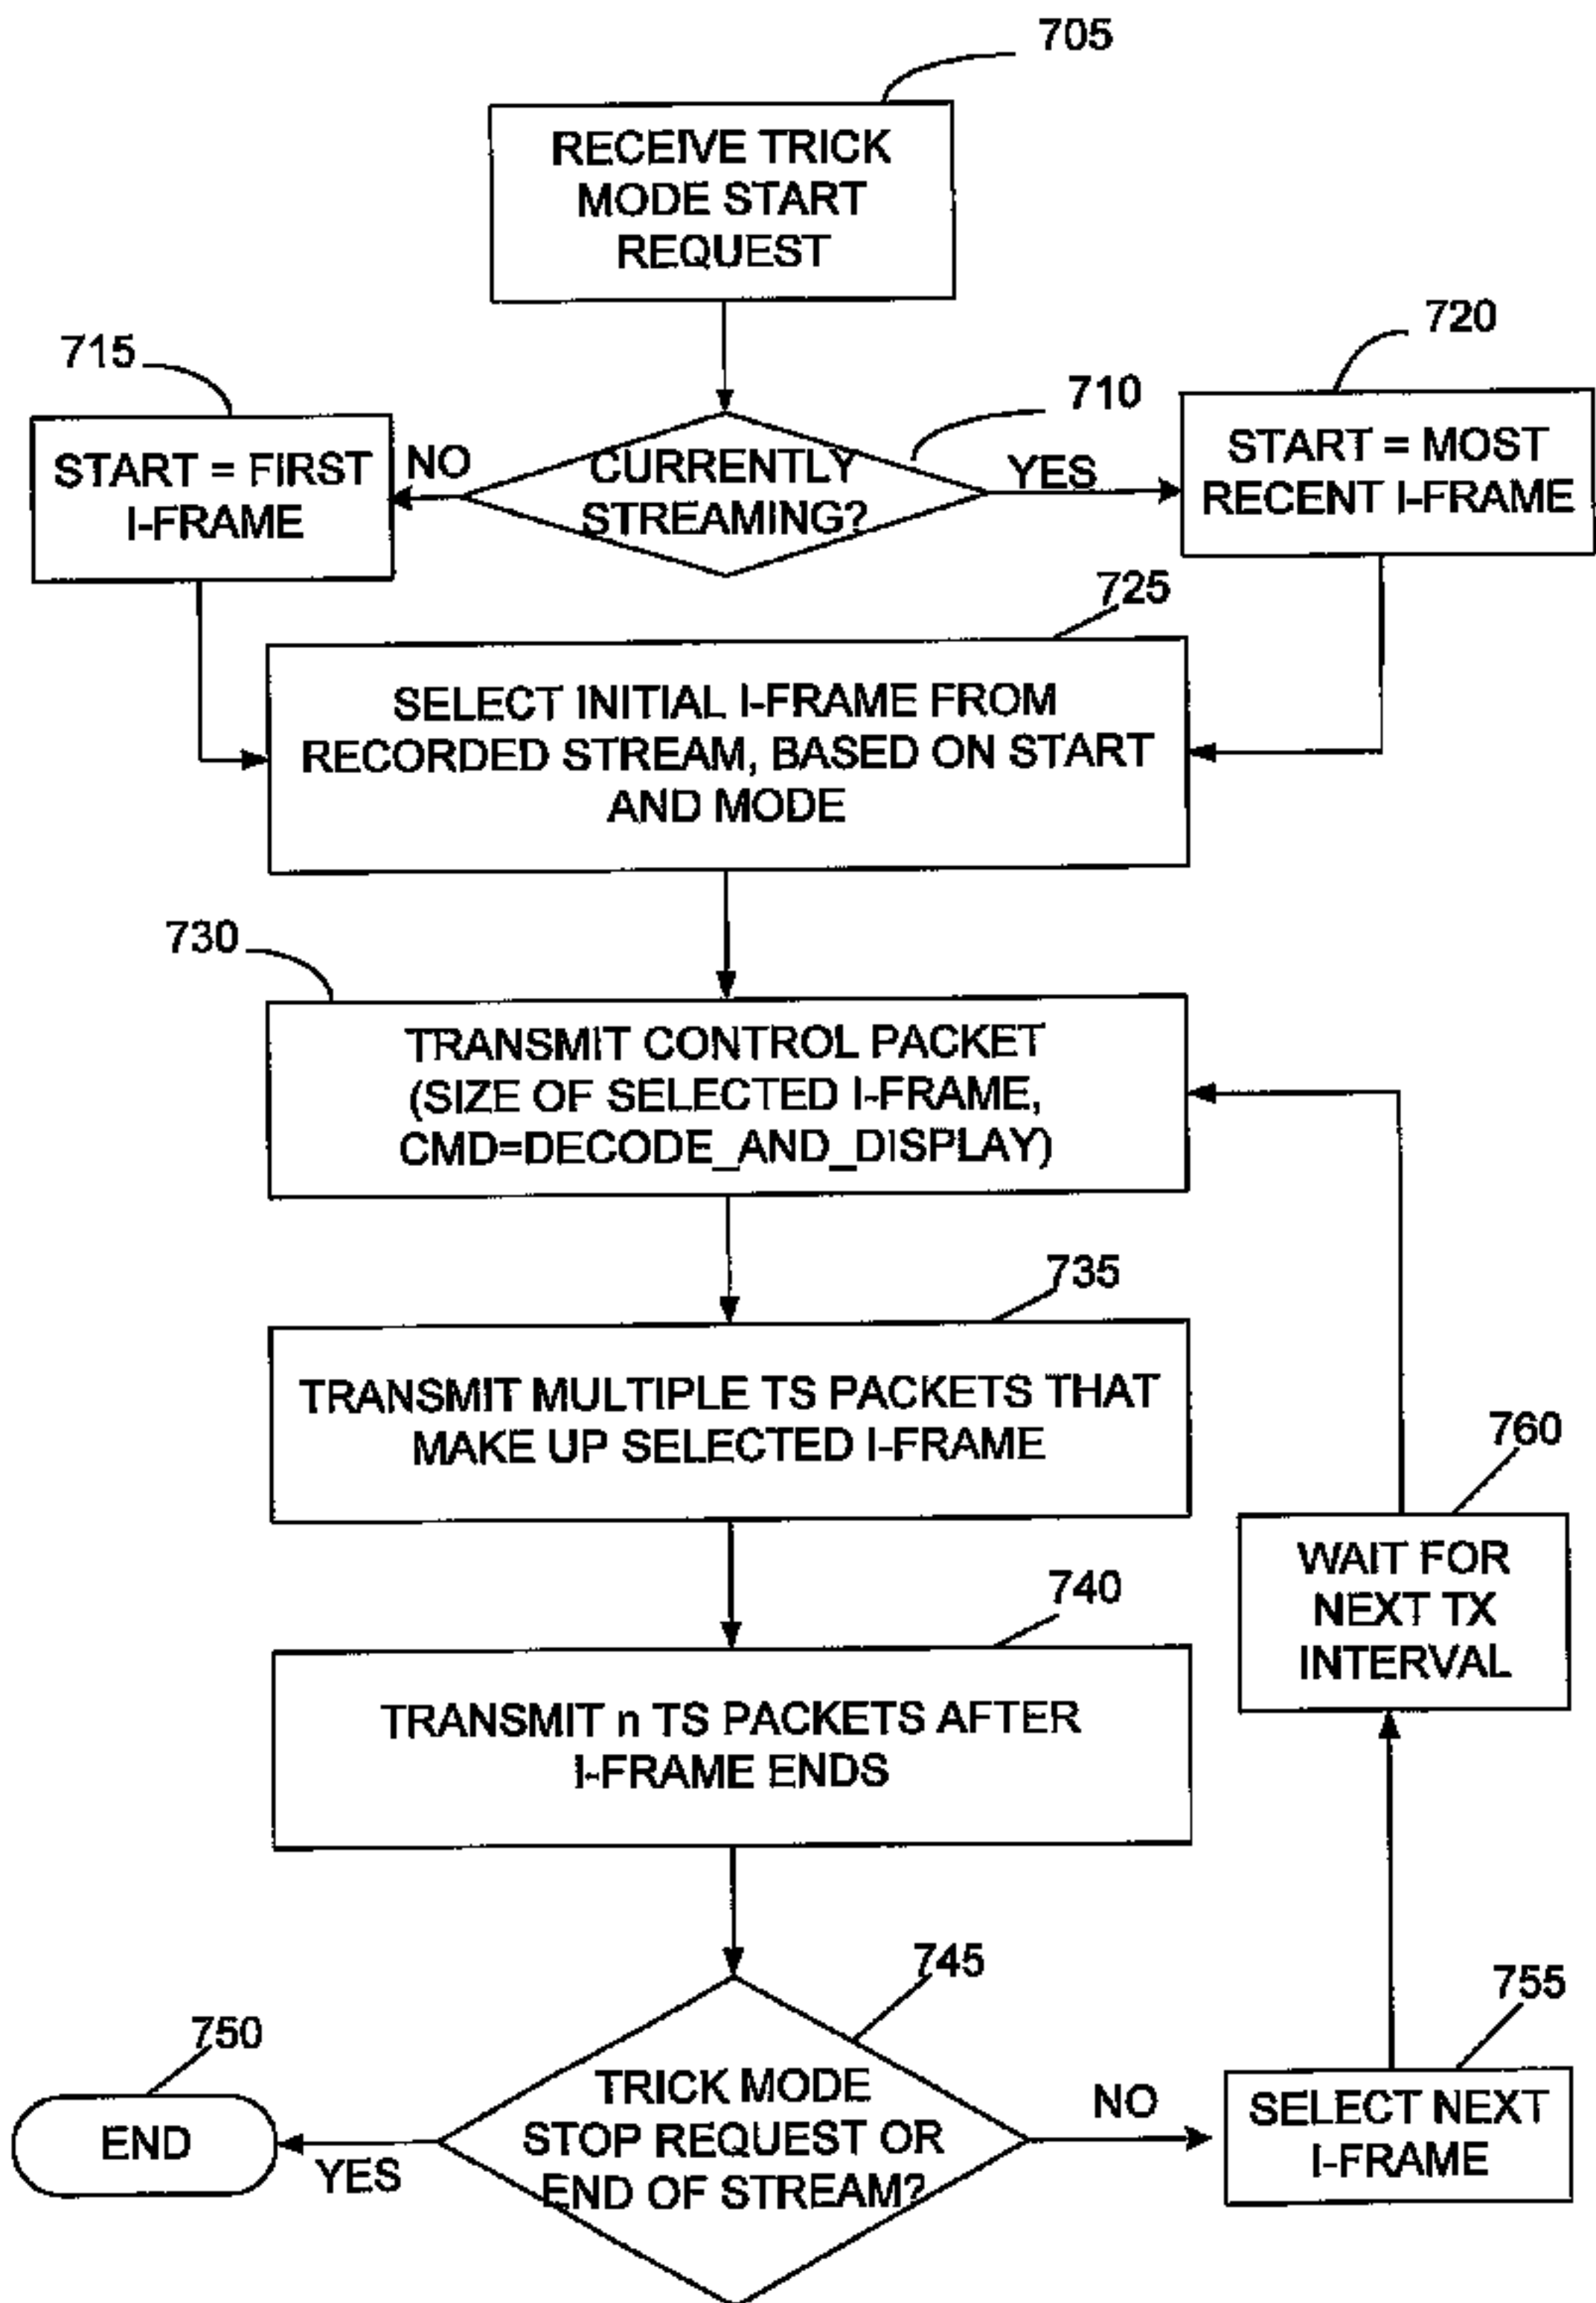 705
RECEIVE TRICK
MODE START
REQUEST
715
720
710
START = FIRST
I-FRAME
NO
CURRENTLY
STREAMING?
YES
START = MOST
RECENT I-FRAME
725
SELECT INITIAL I-FRAME FROM
RECORDED STREAM, BASED ON START
AND MODE
730
TRANSMIT CONTROL PACKET
(SIZE OF SELECTED I-FRAME,
CMD=DECODE_AND_DISPLAY)
735
TRANSMIT MULTIPLE TS PACKETS THAT
MAKE UP SELECTED I-FRAME
760
WAIT FOR
NEXT TX
INTERVAL
740
TRANSMIT n TS PACKETS AFTER
I-FRAME ENDS
745
755
750
END
YES
TRICK MODE
STOP REQUEST OR
END OF STREAM?
NO
SELECT NEXT
I-FRAME